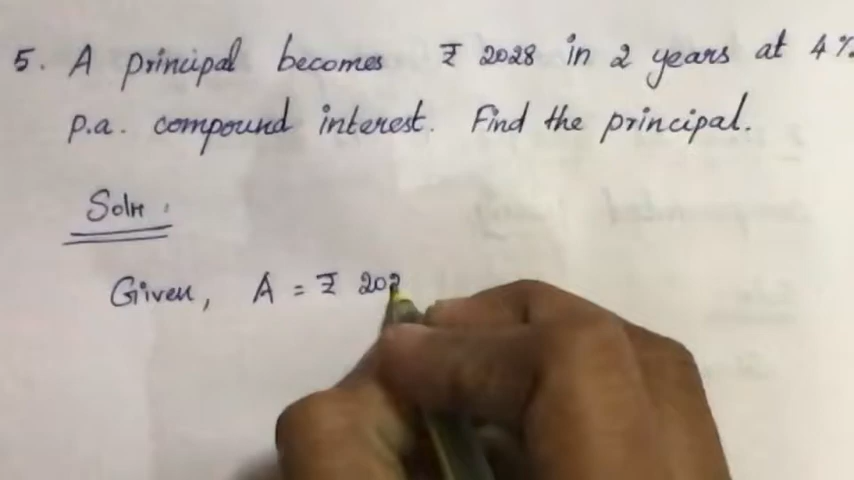 5. A principal becomes ₹ 2028 in 2 years at 4%
p.a. compound interest. Find the principal.
Soln :
Given, A = ₹ 202